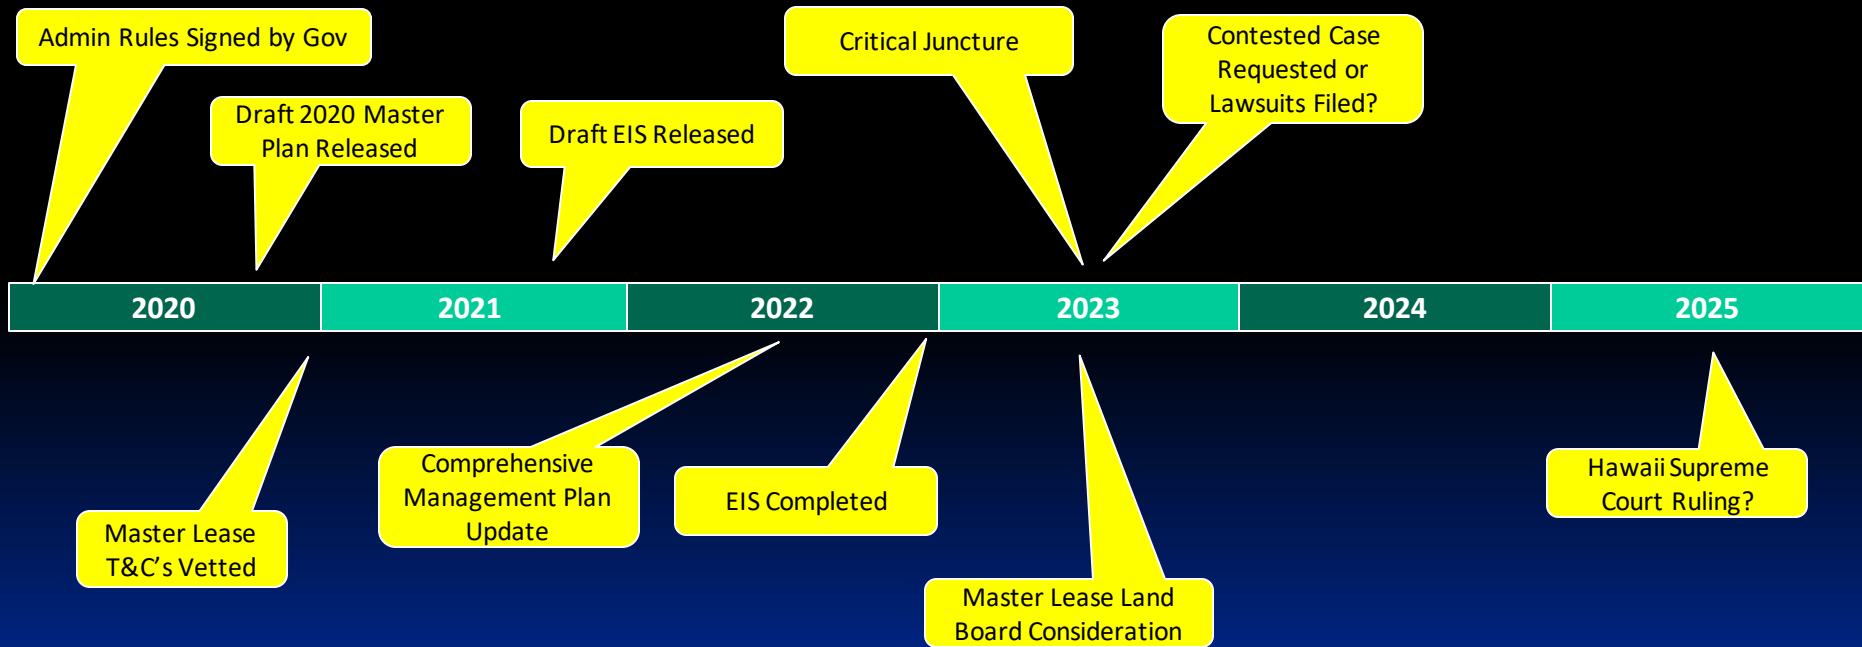 Admin Rules Signed by Gov
Draft 2020 Master
Plan Released
Draft EIS Released
Critical Juncture
Contested Case
Requested or
Lawsuits Filed?
2020
2021
2022
2023
2024
2025
Master Lease
T&C’s Vetted
Comprehensive
Management Plan
Update
EIS Completed
Master Lease Land
Board Consideration
Hawaii Supreme
Court Ruling?